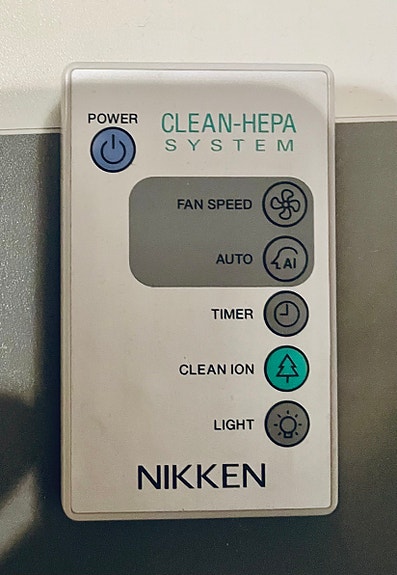 POWER
CLEAN-HEPA
SYSTEM
FAN SPEED
AUTO
AI
TIMER
CLEAN ION
LIGHT
NIKKEN